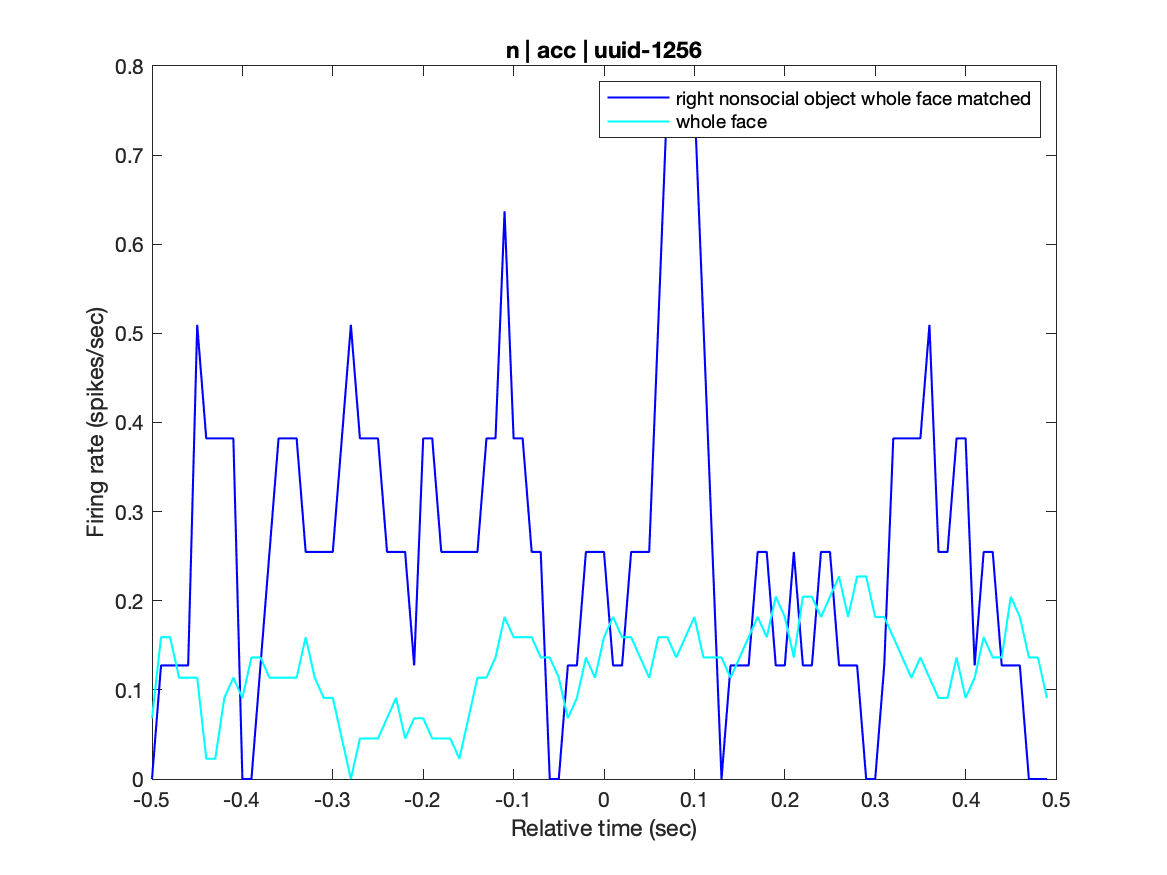 n | acc | uuid-1256
right nonsocial object whole face matched
whole face
0.8
0.7
0.6
0.5
0.4
0.3
0.2
0.1
0
Firing rate (spikes/sec)
-0.5 -0.4 -0.3 -0.2 -0.1 0 0.1 0.2 0.3 0.4 0.5
Relative time (sec)